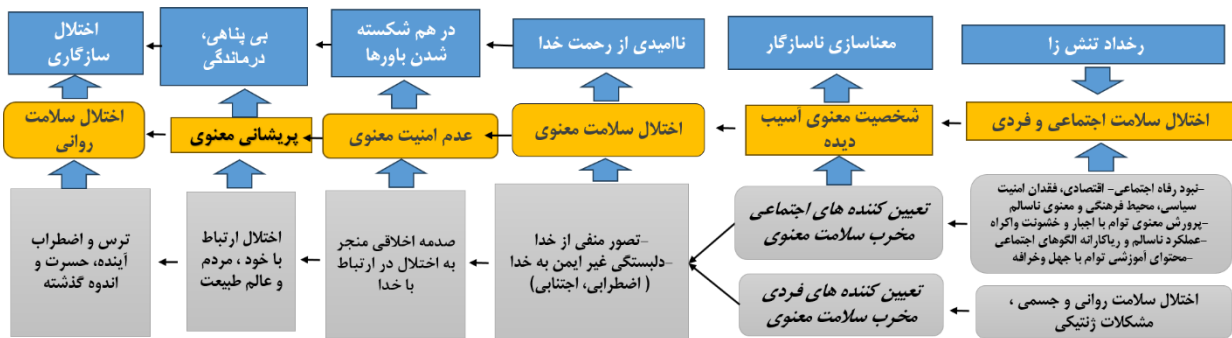 رخداد تنش زا
معناسازی ناسازگار
ناامیدی از رحمت خدا
در هم شکسته
شدن باورها
بی پناهی،
درماندگی
اختلال
سازگاری
اختلال سلامت اجتماعی و فردی
شخصیت معنوی آسیب
دیده
اختلال سلامت معنوی
عدم امنیت معنوی
پریشانی معنوی
اختلال سلامت
روانی
-نبود رفاه اجتماعی- اقتصادی، فقدان امنیت
سیاسی، محیط فرهنگی و معنوی ناسالم
-پرورش معنوی توام با اجبار و خشونت واکراه
-عملکرد ناسالم و ریاکارانه الگوهای اجتماعی
-محتوای آموزشی توام با جهل وخرافه
اختلال سلامت روانی و جسمی ،
مشکلات ژنتیکی
تعیین کننده های اجتماعی
مخرب سلامت معنوی
تعیین کننده های فردی
مخرب سلامت معنوی
-تصور منفی از خدا
-دلبستگی غیر ایمن به خدا
( اضطرابی، اجتنابی)
صدمه اخلاقی منجر
به اختلال در ارتباط
با خدا
اختلال ارتباط
با خود ، مردم
و عالم طبیعت
ترس و اضطراب
آینده، حسرت و
اندوه گذشته